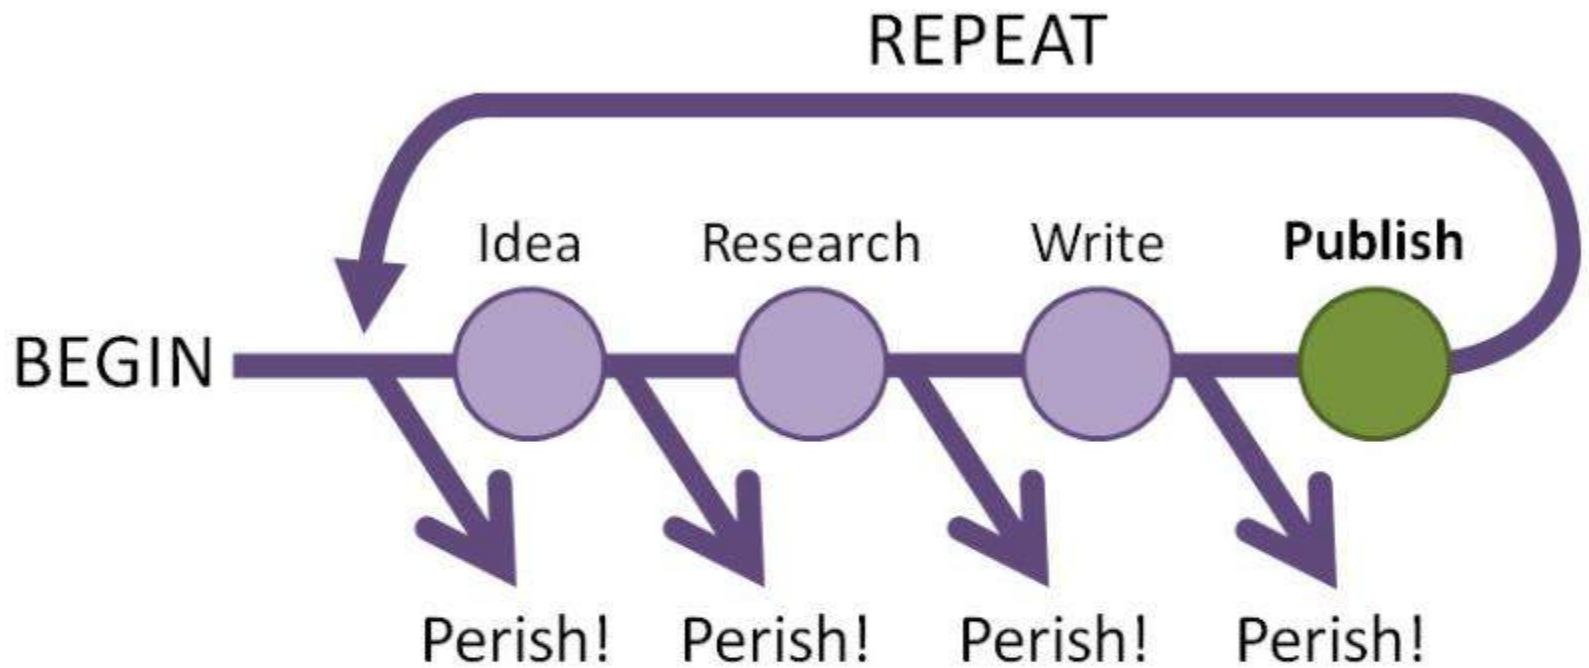 REPEAT
Idea
Research
Write
Publish
BEGIN
Perish!
Perish!
Perish!
Perish!